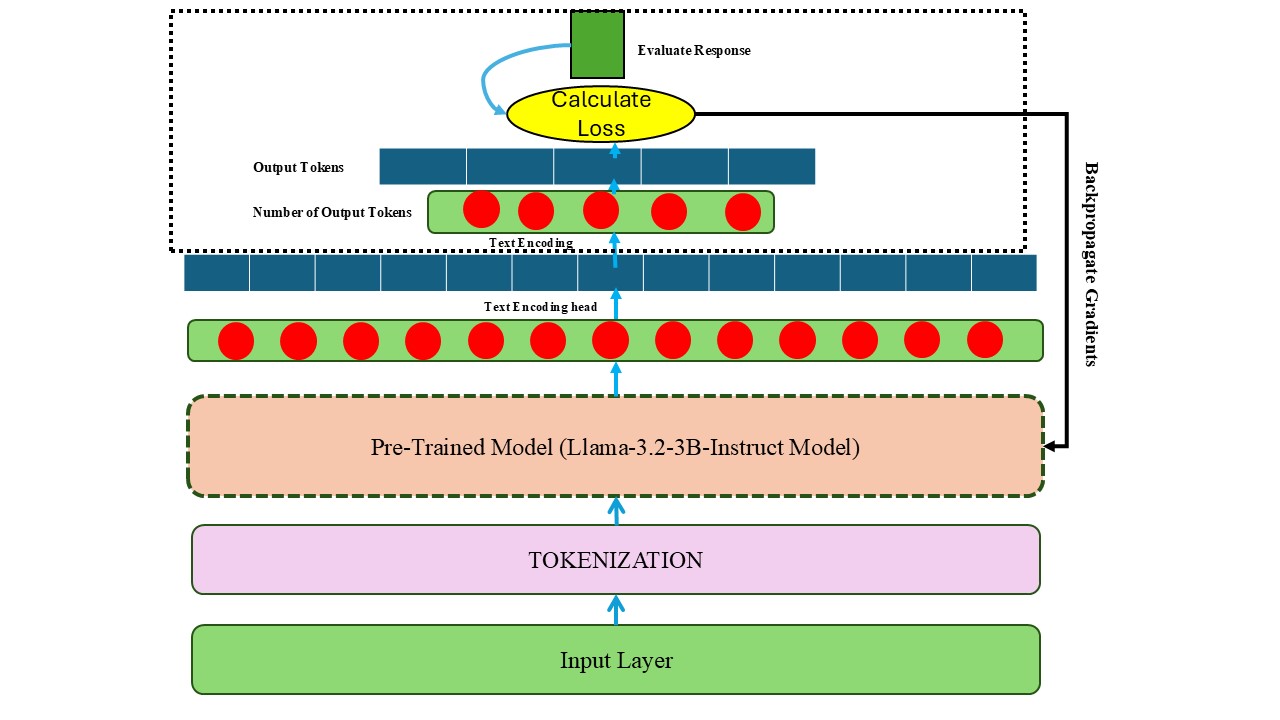 Evaluate Response
Calculate
Loss
Output Tokens
Number of Output Tokens
Text Encoding
Text Encoding head
Backpropagate Gradients
Pre-Trained Model (Llama-3.2-3B-Instruct Model)
TOKENIZATION
Input Layer